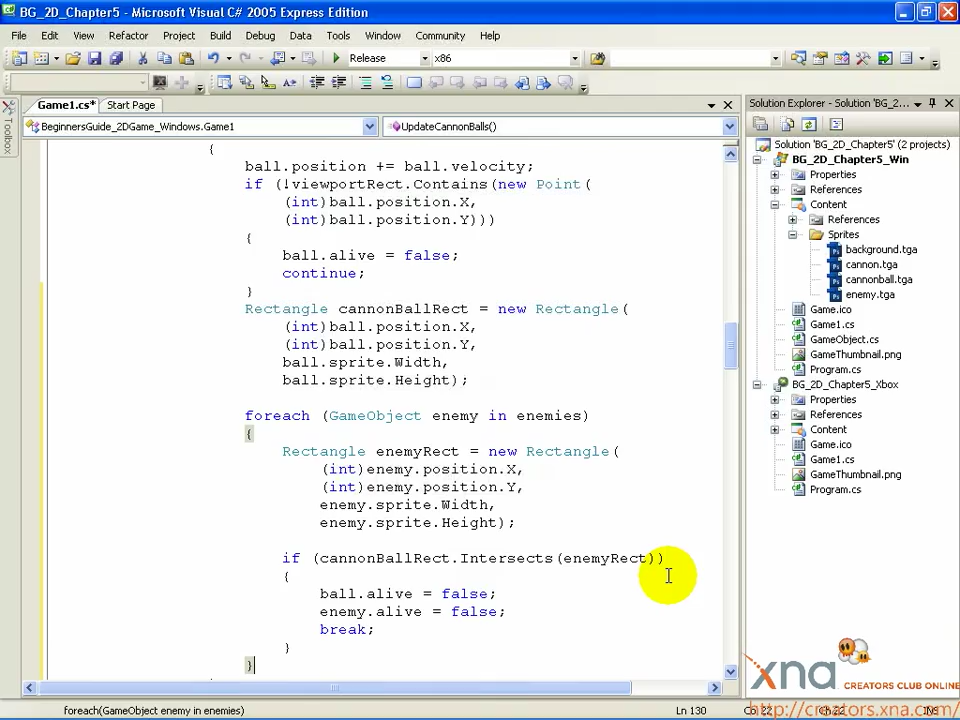 BG_2D_Chapter5 - Microsoft Visual C# 2005 Express Edition
File Edit View Refactor Project Build Debug Data Tools Window Community Help
Release x86
Toolbox
Game1.cs* Start Page
BeginnersGuide_2DGame_Windows.Game1 UpdateCannonBalls()
{
ball.position += ball.velocity;
if (!viewportRect.Contains(new Point(
(int)ball.position.X,
(int)ball.position.Y)))
{
ball.alive = false;
continue;
}
Rectangle cannonBallRect = new Rectangle(
(int)ball.position.X,
(int)ball.position.Y,
ball.sprite.Width,
ball.sprite.Height);
foreach (GameObject enemy in enemies)
{
Rectangle enemyRect = new Rectangle(
(int)enemy.position.X,
(int)enemy.position.Y,
enemy.sprite.Width,
enemy.sprite.Height);
if (cannonBallRect.Intersects(enemyRect))
{
ball.alive = false;
enemy.alive = false;
break;
}
}
Solution Explorer - Solution 'BG_2...
Solution 'BG_2D_Chapter5' (2 projects)
BG_2D_Chapter5_Win
Properties
References
Content
References
Sprites
background.tga
cannon.tga
cannonball.tga
enemy.tga
Game.ico
Game1.cs
GameObject.cs
GameThumbnail.png
Program.cs
BG_2D_Chapter5_Xbox
Properties
References
Content
Game.ico
Game1.cs
GameThumbnail.png
Program.cs
xna CREATORS CLUB ONLINE
http://creators.xna.com/
foreach(GameObject enemy in enemies) Ln 130